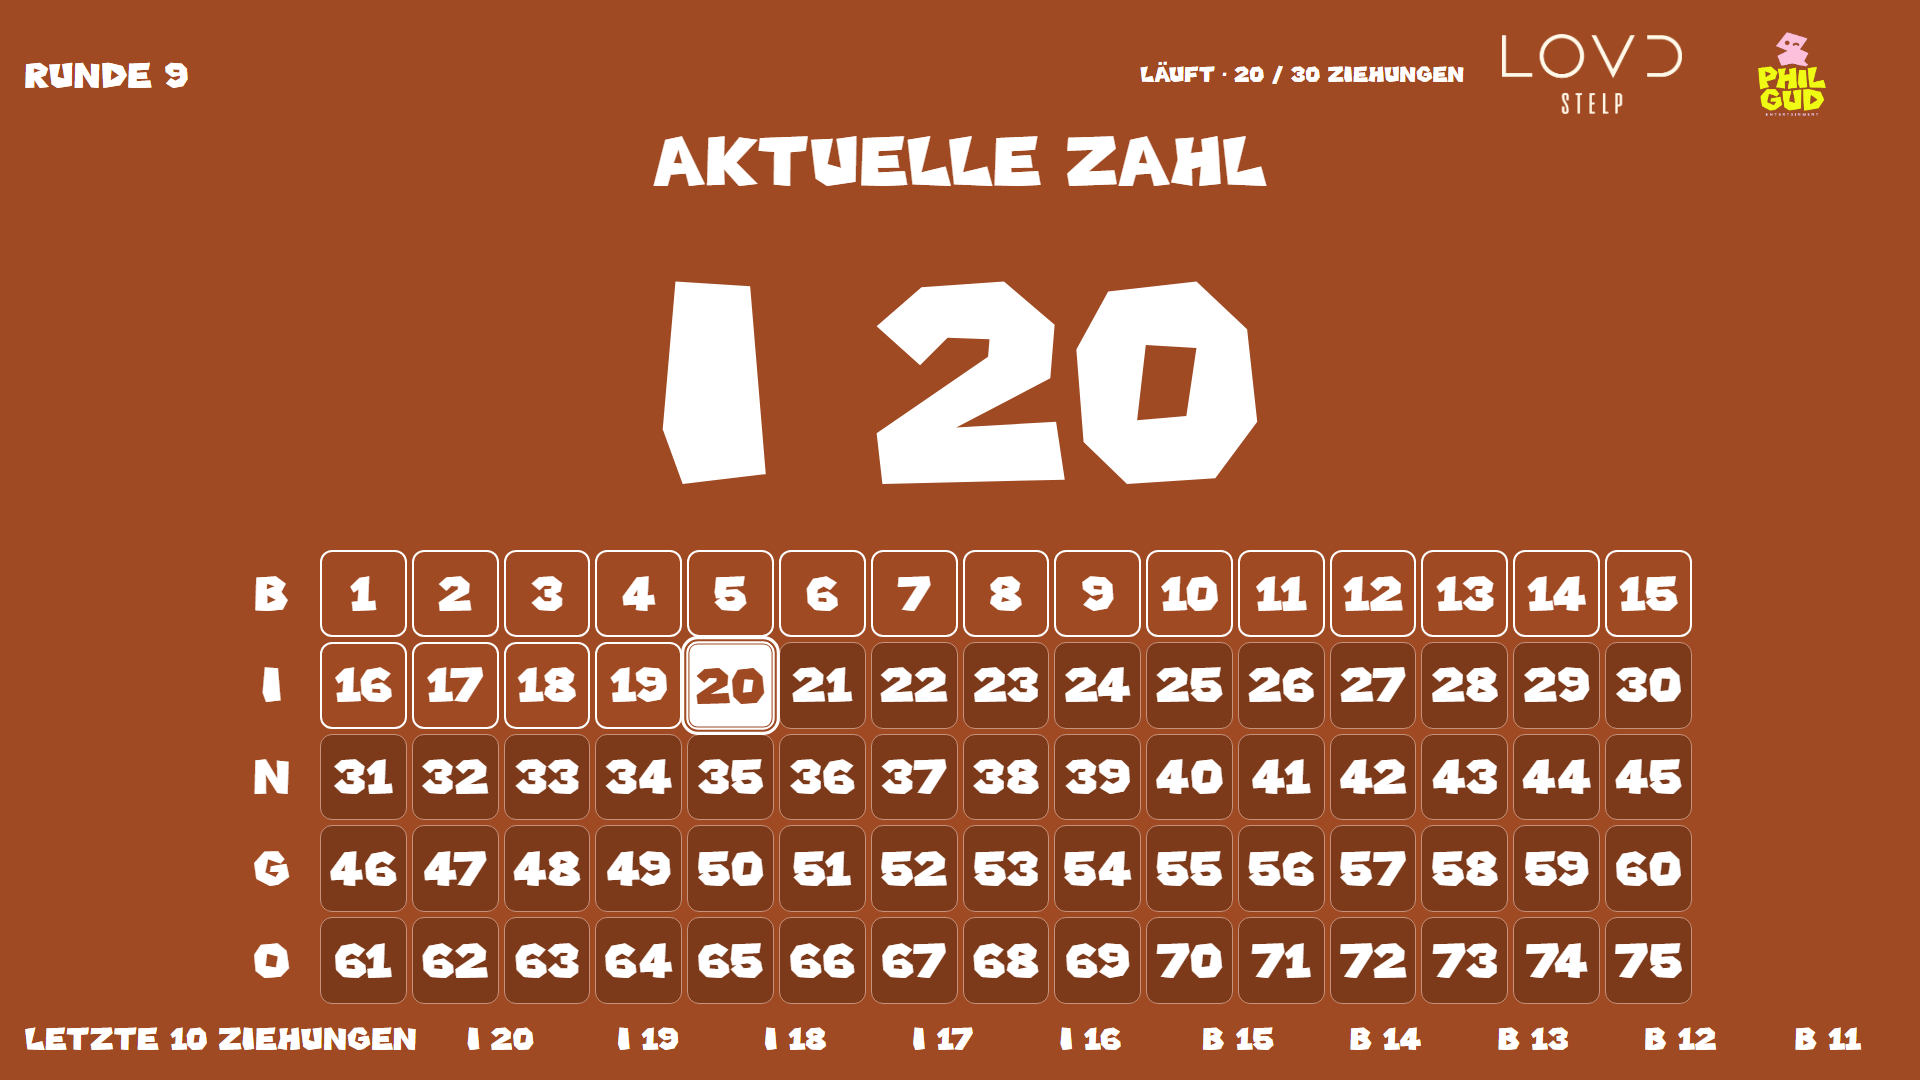 RUNDE 9
LÄUFT · 20 / 30 ZIEHUNGEN
LOVD
STELP
PHIL
GUD
ENTERTAINMENT
AKTUELLE ZAHL
I 20
B 1 2 3 4 5 6 7 8 9 10 11 12 13 14 15
I 16 17 18 19 20 21 22 23 24 25 26 27 28 29 30
N 31 32 33 34 35 36 37 38 39 40 41 42 43 44 45
G 46 47 48 49 50 51 52 53 54 55 56 57 58 59 60
O 61 62 63 64 65 66 67 68 69 70 71 72 73 74 75
LETZTE 10 ZIEHUNGEN I 20 I 19 I 18 I 17 I 16 B 15 B 14 B 13 B 12 B 11